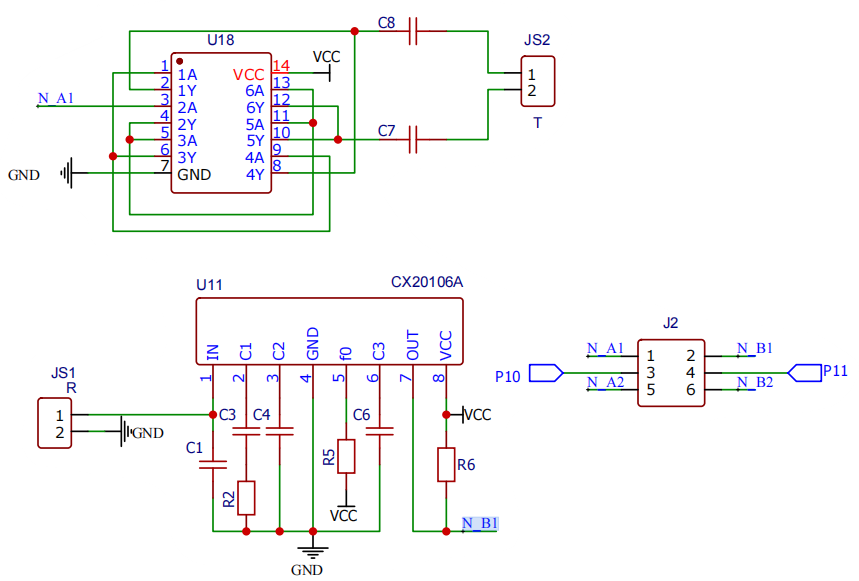 C8
JS2
U18
VCC
1 1A VCC 14
2 1Y 6A 13
N_A1 3 2A 6Y 12
4 2Y 5A 11
5 3A 5Y 10
6 3Y 4A 9
7 GND 4Y 8
GND
1
2
T
C7
U11 CX20106A
IN C1 C2 GND f0 C3 OUT VCC
1 2 3 4 5 6 7 8
JS1
R
1
2
GND
C3 C4 C6 VCC
C1
R2
R5
R6
VCC
N_B1
GND
J2
N_A1 1 2 N_B1
P10 3 4 P11
N_A2 5 6 N_B2